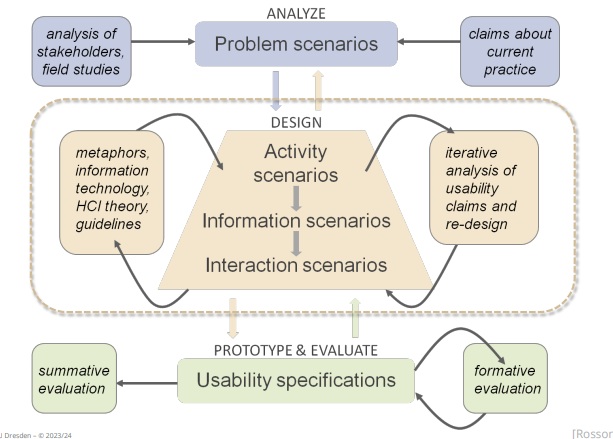 ANALYZE
analysis of
stakeholders,
field studies
Problem scenarios
claims about
current
practice
DESIGN
metaphors,
information
technology,
HCI theory,
guidelines
Activity
scenarios
Information scenarios
Interaction scenarios
iterative
analysis of
usability
claims and
re-design
PROTOTYPE & EVALUATE
summative
evaluation
Usability specifications
formative
evaluation
J Dresden – © 2023/24
[Rossor